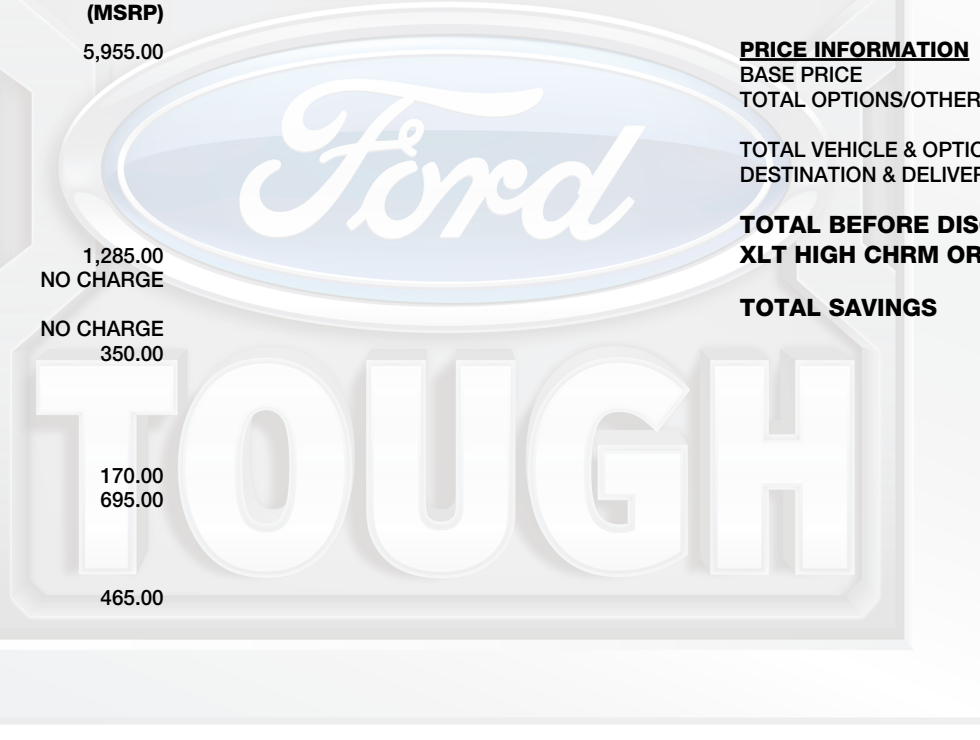 (MSRP)
5,955.00
1,285.00
NO CHARGE
NO CHARGE
350.00
170.00
695.00
465.00
PRICE INFORMATION
BASE PRICE
TOTAL OPTIONS/OTHER
TOTAL VEHICLE & OPTIO
DESTINATION & DELIVER
TOTAL BEFORE DIS
XLT HIGH CHRM OR
TOTAL SAVINGS
Ford
TOUGH